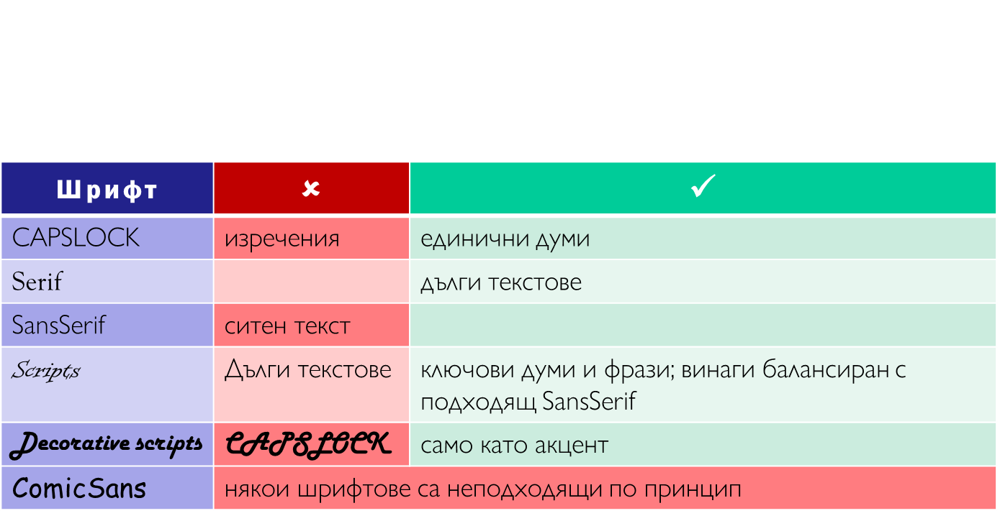 Шрифт ✘ ✓
CAPSLOCK изречения единични думи
Serif дълги текстове
SansSerif ситен текст
Scripts Дълги текстове ключови думи и фрази; винаги балансиран с
подходящ SansSerif
Decorative scripts CAPSLOCK само като акцент
ComicSans някои шрифтове са неподходящи по принцип